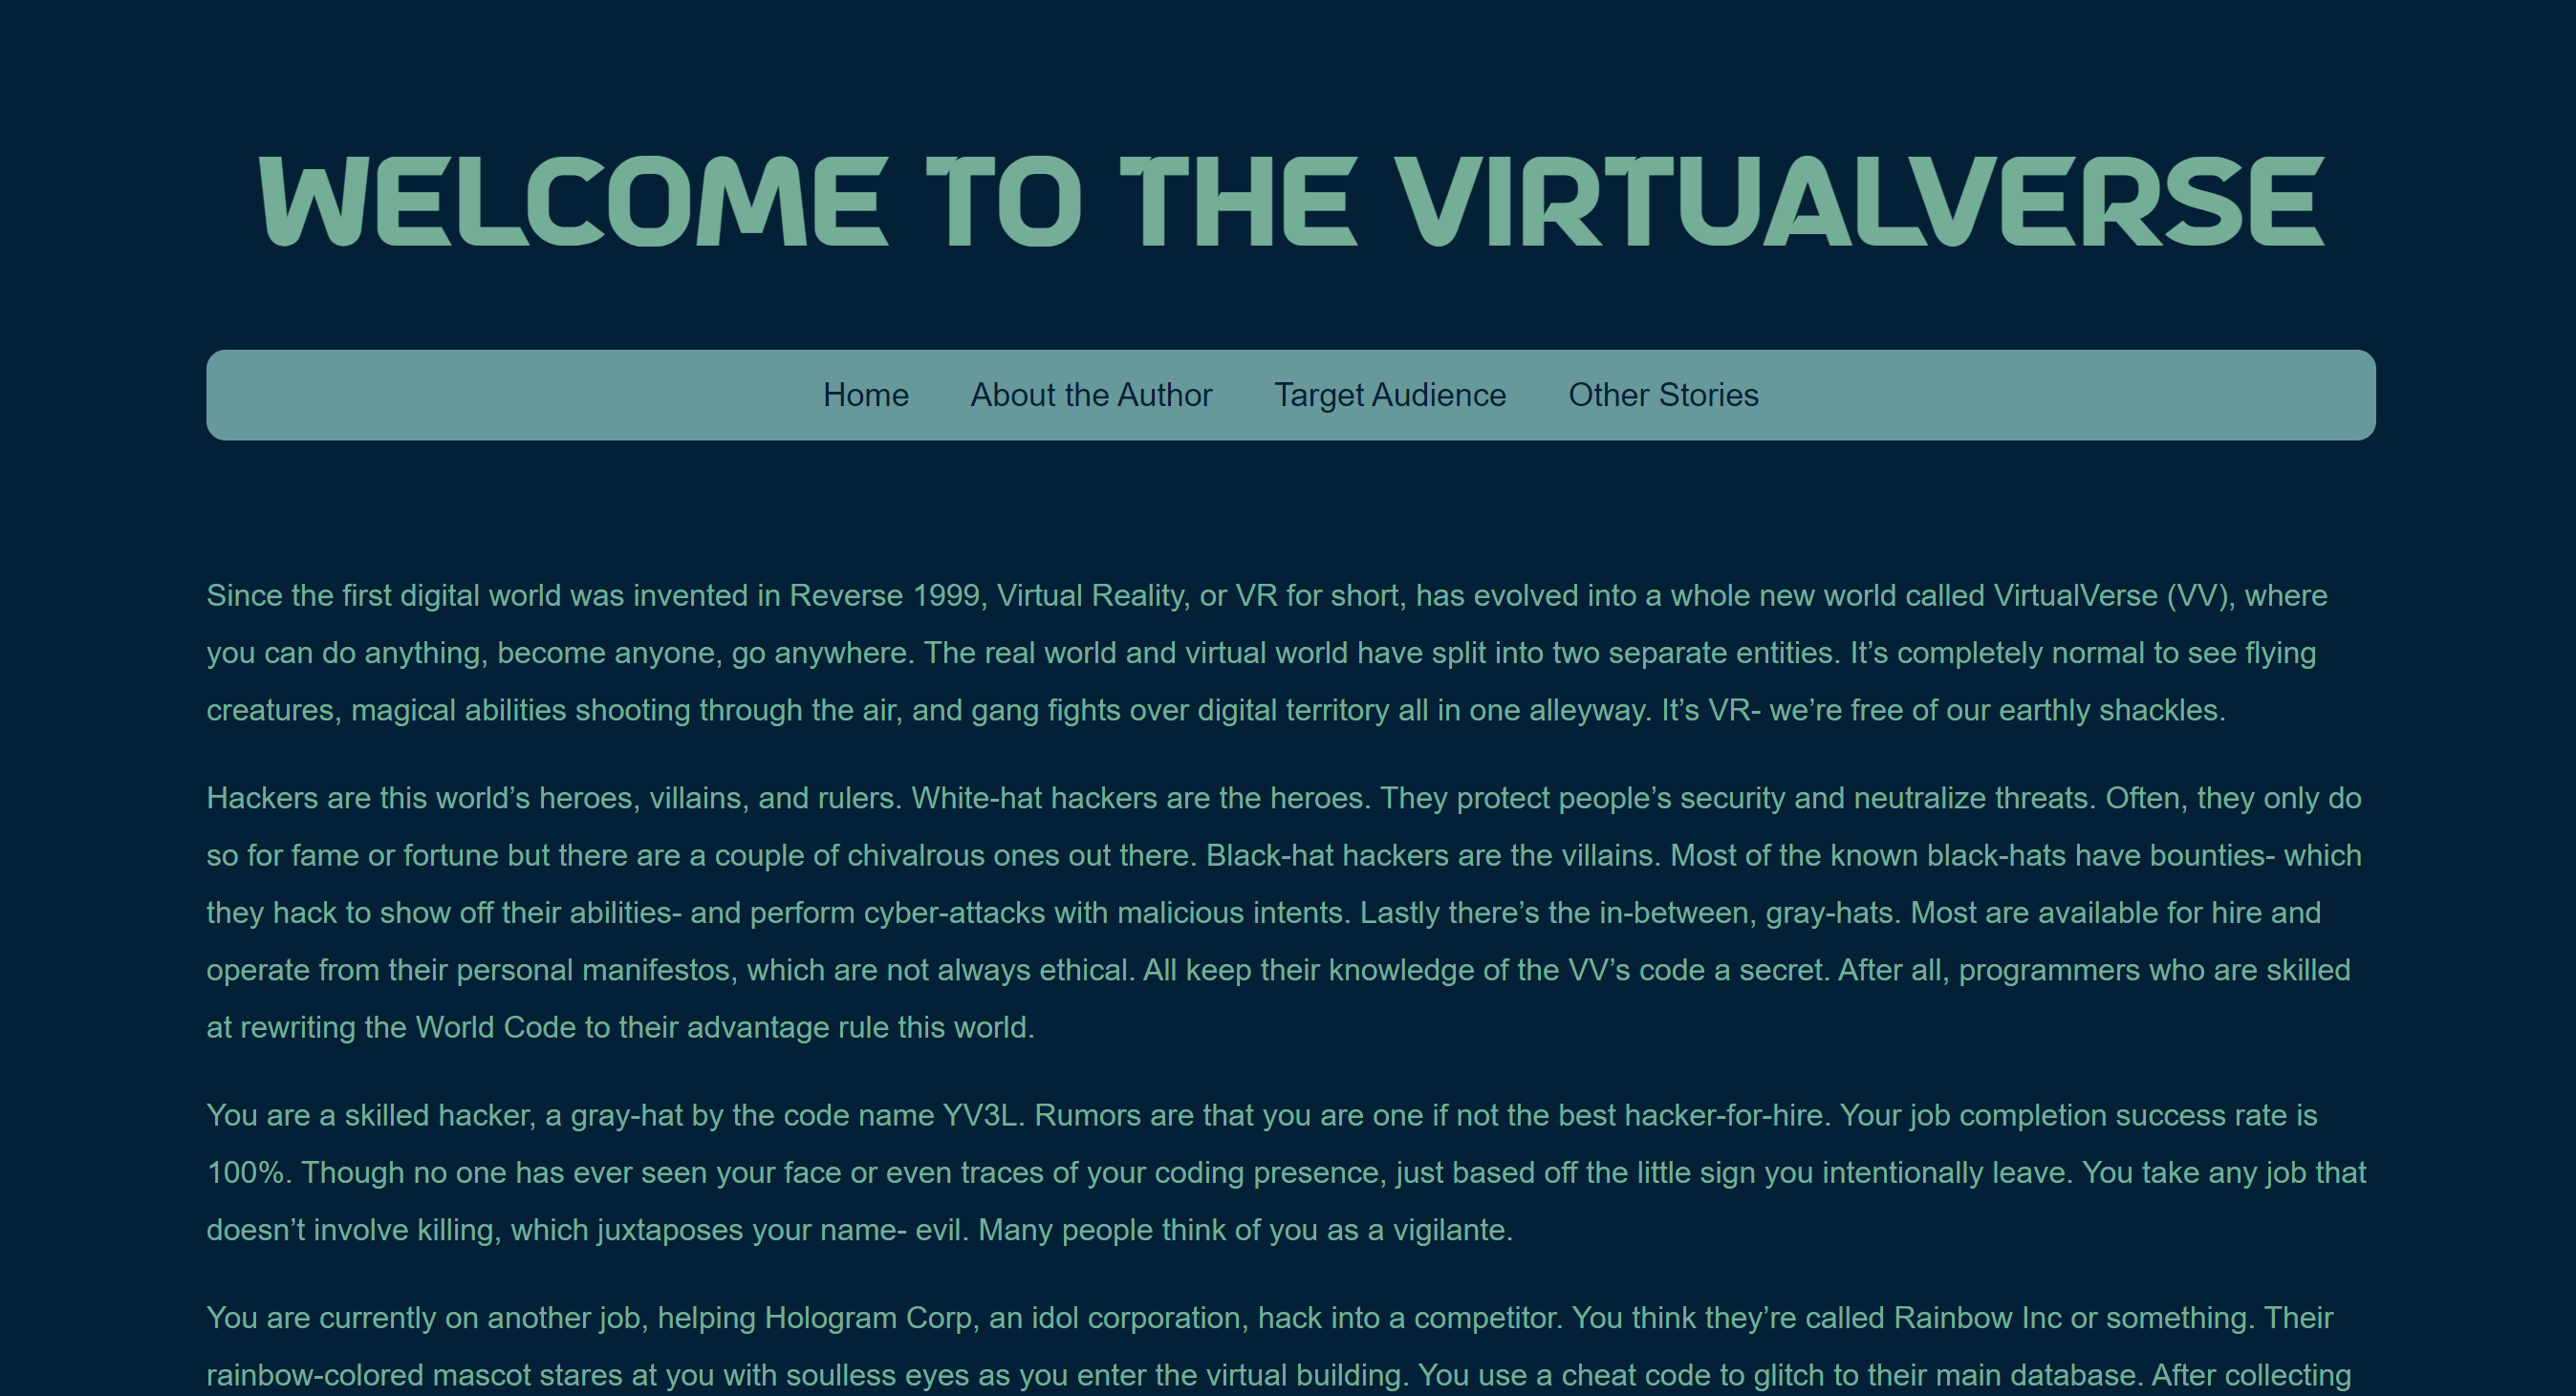 WELCOME TO THE VIRTUALVERSE
Home About the Author Target Audience Other Stories
Since the first digital world was invented in Reverse 1999, Virtual Reality, or VR for short, has evolved into a whole new world called VirtualVerse (VV), where
you can do anything, become anyone, go anywhere. The real world and virtual world have split into two separate entities. It’s completely normal to see flying
creatures, magical abilities shooting through the air, and gang fights over digital territory all in one alleyway. It’s VR- we’re free of our earthly shackles.
Hackers are this world’s heroes, villains, and rulers. White-hat hackers are the heroes. They protect people’s security and neutralize threats. Often, they only do
so for fame or fortune but there are a couple of chivalrous ones out there. Black-hat hackers are the villains. Most of the known black-hats have bounties- which
they hack to show off their abilities- and perform cyber-attacks with malicious intents. Lastly there’s the in-between, gray-hats. Most are available for hire and
operate from their personal manifestos, which are not always ethical. All keep their knowledge of the VV’s code a secret. After all, programmers who are skilled
at rewriting the World Code to their advantage rule this world.
You are a skilled hacker, a gray-hat by the code name YV3L. Rumors are that you are one if not the best hacker-for-hire. Your job completion success rate is
100%. Though no one has ever seen your face or even traces of your coding presence, just based off the little sign you intentionally leave. You take any job that
doesn’t involve killing, which juxtaposes your name- evil. Many people think of you as a vigilante.
You are currently on another job, helping Hologram Corp, an idol corporation, hack into a competitor. You think they’re called Rainbow Inc or something. Their
rainbow-colored mascot stares at you with soulless eyes as you enter the virtual building. You use a cheat code to glitch to their main database. After collecting